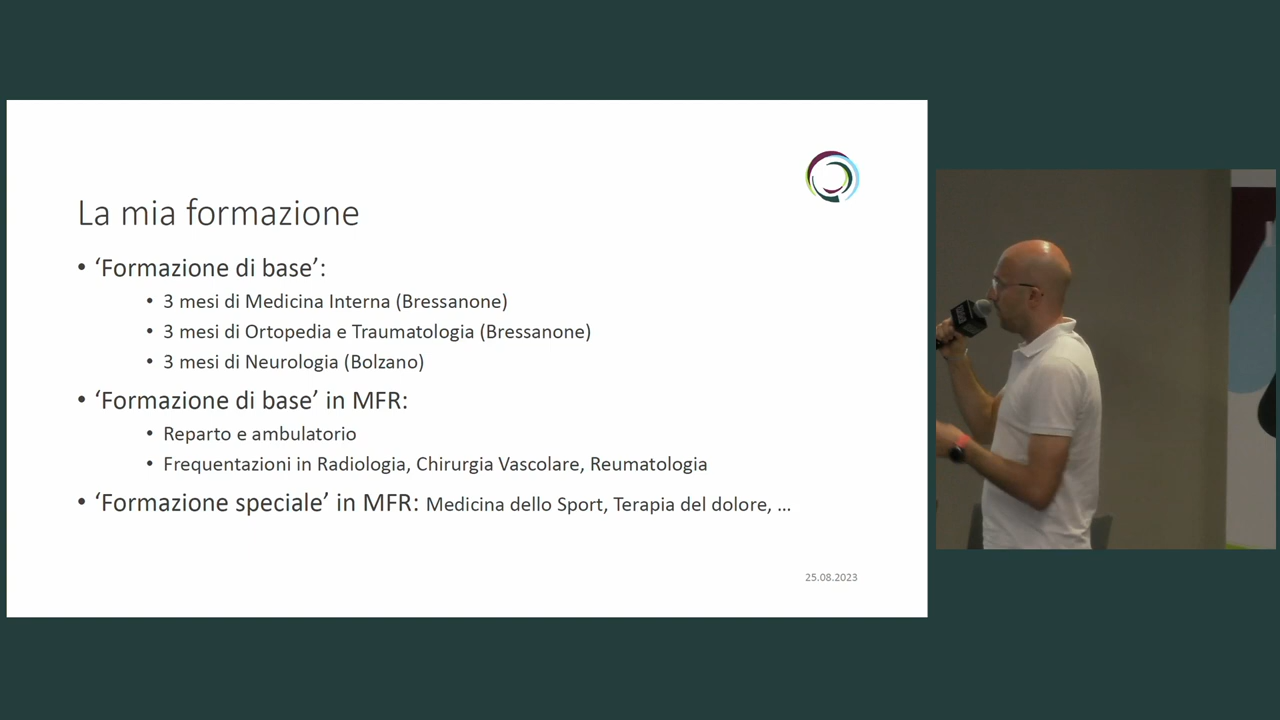 La mia formazione
• ‘Formazione di base’:
• 3 mesi di Medicina Interna (Bressanone)
• 3 mesi di Ortopedia e Traumatologia (Bressanone)
• 3 mesi di Neurologia (Bolzano)
• ‘Formazione di base’ in MFR:
• Reparto e ambulatorio
• Frequentazioni in Radiologia, Chirurgia Vascolare, Reumatologia
• ‘Formazione speciale’ in MFR: Medicina dello Sport, Terapia del dolore, ...
25.08.2023